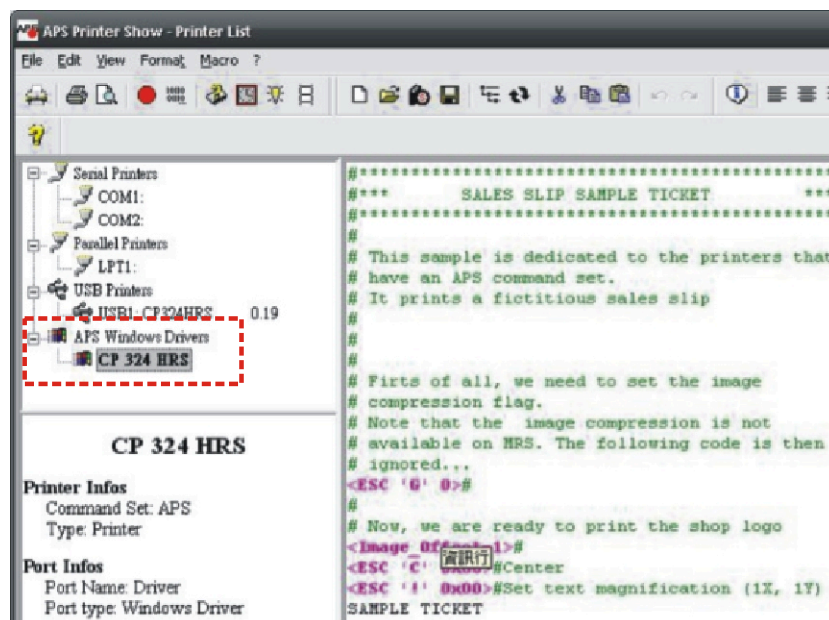 APS Printer Show - Printer List
File Edit View Format Macro ?
Serial Printers
COM1:
COM2:
Parallel Printers
LPT1:
USB Printers
USB1: CP324HRS 0.19
APS Windows Drivers
CP 324 HRS
CP 324 HRS
Printer Infos
Command Set: APS
Type: Printer
Port Infos
Port Name: Driver
Port type: Windows Driver
#***
#*** SALES SLIP SAMPLE TICKET ***
#***
#
# This sample is dedicated to the printers that
# have an APS command set.
# It prints a fictitious sales slip
#
#
#
# Firts of all, we need to set the image
# compression flag.
# Note that the image compression is not
# available on MRS. The following code is then
# ignored...
<ESC 'G' 0>#
#
# Now, we are ready to print the shop logo
<Image_Offset 1>#
資訊行
<ESC 'C' 0x00>#Center
<ESC '!' 0x00>#Set text magnification (1X, 1Y)
SAMPLE TICKET